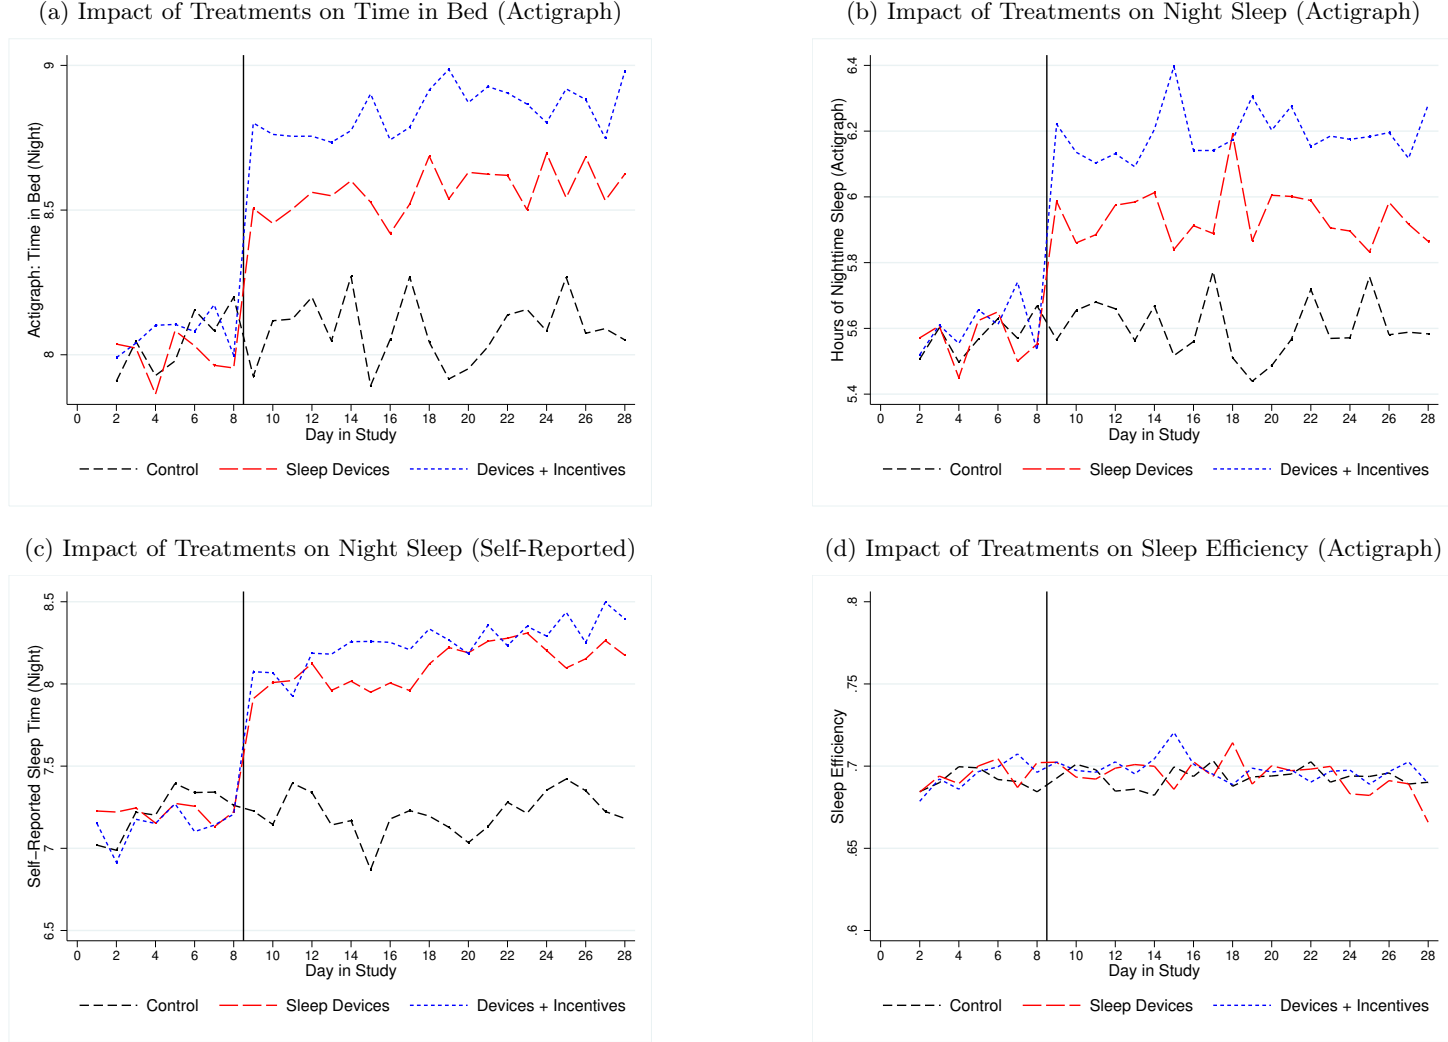 (a) Impact of Treatments on Time in Bed (Actigraph)
Actigraph: Time in Bed (Night)
9
8.5
8
0 2 4 6 8 10 12 14 16 18 20 22 24 26 28
Day in Study
Control Sleep Devices Devices + Incentives
(b) Impact of Treatments on Night Sleep (Actigraph)
Hours of Nighttime Sleep (Actigraph)
6.4
6.2
6
5.8
5.6
5.4
0 2 4 6 8 10 12 14 16 18 20 22 24 26 28
Day in Study
Control Sleep Devices Devices + Incentives
(c) Impact of Treatments on Night Sleep (Self-Reported)
Self−Reported Sleep Time (Night)
8.5
8
7.5
7
6.5
0 2 4 6 8 10 12 14 16 18 20 22 24 26 28
Day in Study
Control Sleep Devices Devices + Incentives
(d) Impact of Treatments on Sleep Efficiency (Actigraph)
Sleep Efficiency
.8
.75
.7
.65
.6
0 2 4 6 8 10 12 14 16 18 20 22 24 26 28
Day in Study
Control Sleep Devices Devices + Incentives